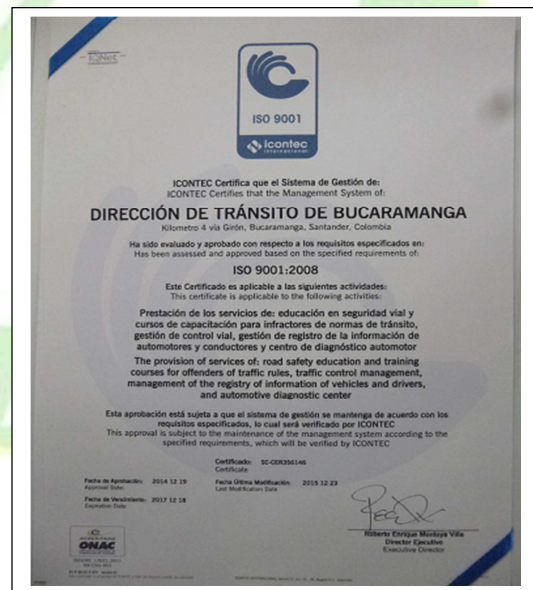 IQNet
ISO 9001
icontec
internacional
ICONTEC Certifica que el Sistema de Gestión de:
ICONTEC Certifies that the Management System of:
DIRECCIÓN DE TRÁNSITO DE BUCARAMANGA
Kilometro 4 via Girón, Bucaramanga, Santander, Colombia
Ha sido evaluado y aprobado con respecto a los requisitos especificados en:
Has been assessed and approved based on the specified requirements of:
ISO 9001:2008
Este Certificado es aplicable a las siguientes actividades:
This certificate is applicable to the following activities:
Prestación de los servicios de: educación en seguridad vial y
cursos de capacitación para infractores de normas de tránsito,
gestión de control vial, gestión de registro de la información de
automotores y conductores y centro de diagnóstico automotor
The provision of services of: road safety education and training
courses for offenders of traffic rules, traffic control management,
management of the registry of information of vehicles and drivers,
and automotive diagnostic center
Esta aprobación está sujeta a que el sistema de gestión se mantenga de acuerdo con los
requisitos especificados, lo cual será verificado por ICONTEC
This approval is subject to the maintenance of the management system according to the
specified requirements, which will be verified by ICONTEC
Certificado: SC-CER396146
Certificate
Fecha de Aprobación: 2014 12 19
Approval Date:
Fecha Última Modificación: 2015 12 23
Last Modification Date
Fecha de Vencimiento: 2017 12 18
Expiration Date
Roberto Enrique Montoya Villa
Director Ejecutivo
Executive Director
ONAC